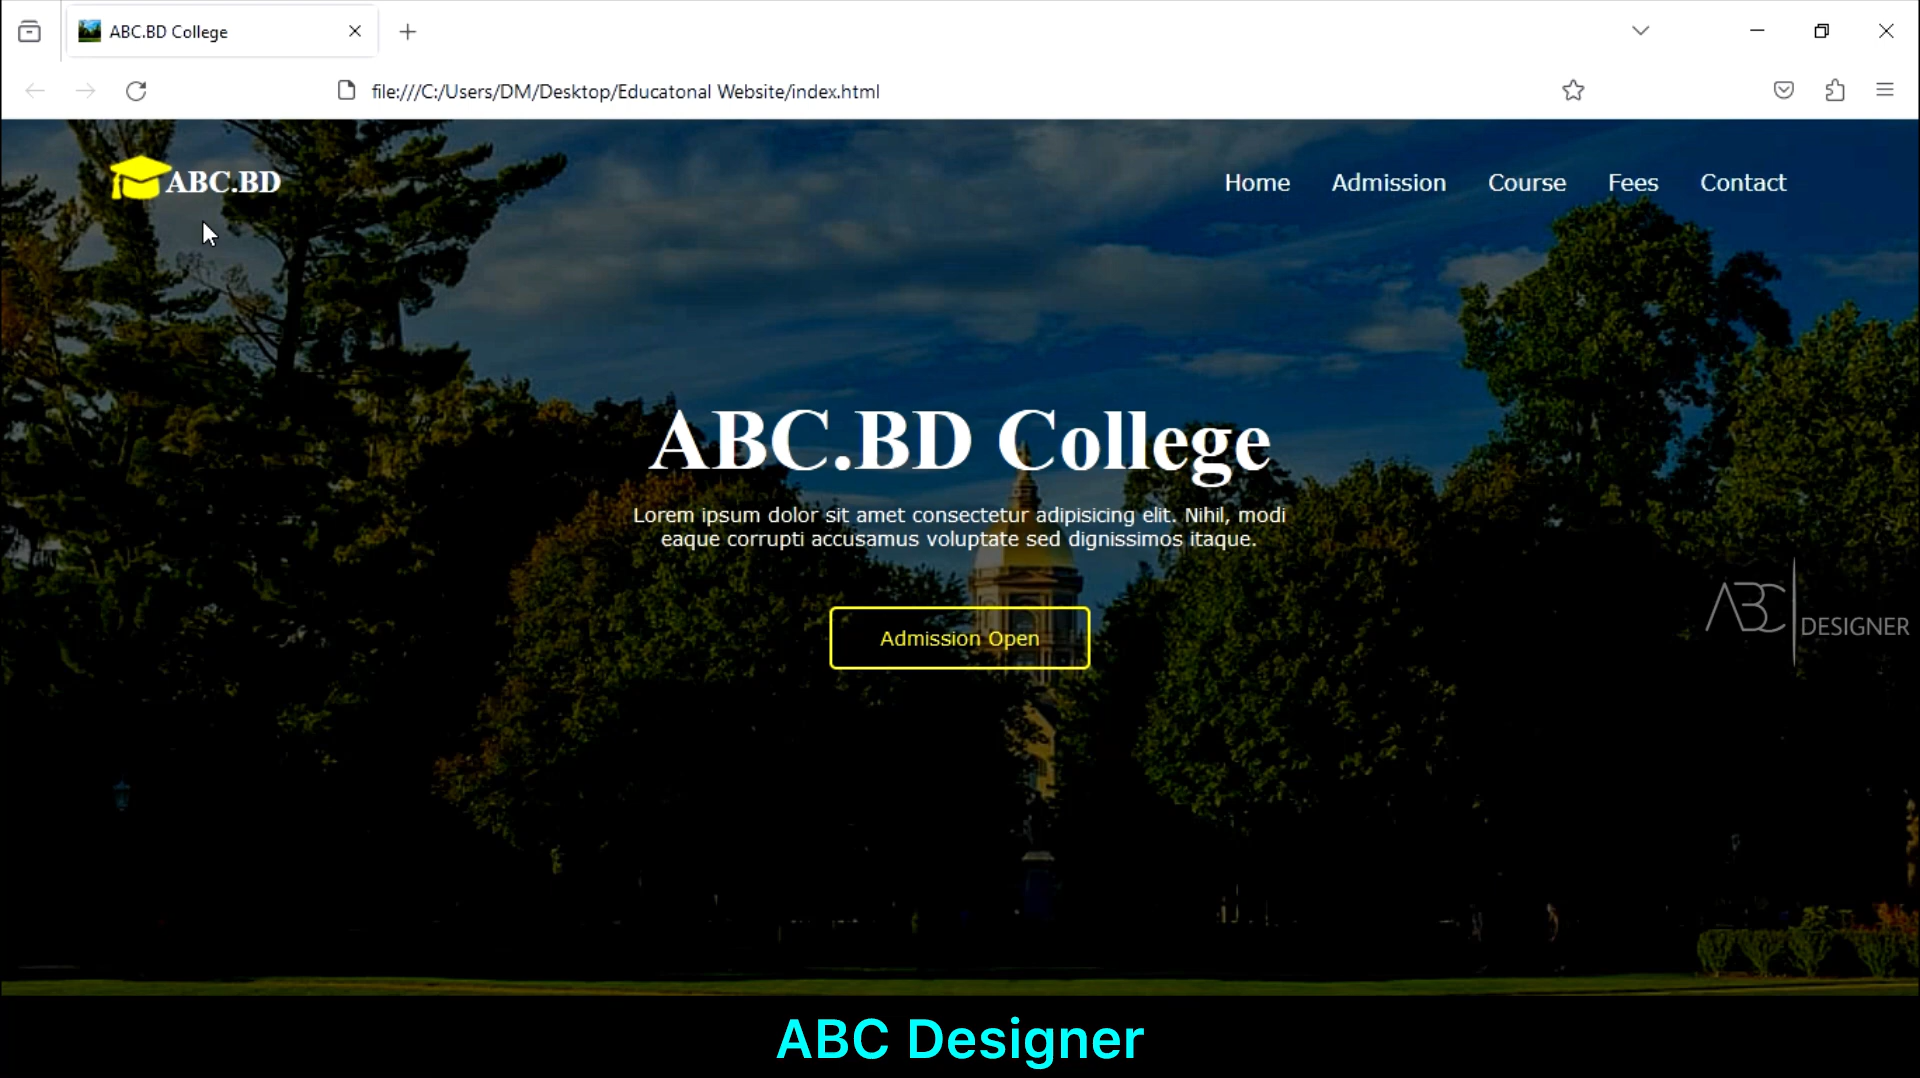 ABC.BD College
file:///C:/Users/DM/Desktop/Educatonal Website/index.html
ABC.BD
Home Admission Course Fees Contact
ABC.BD College
Lorem ipsum dolor sit amet consectetur adipisicing elit. Nihil, modi
eaque corrupti accusamus voluptate sed dignissimos itaque.
Admission Open
ABC DESIGNER
ABC Designer